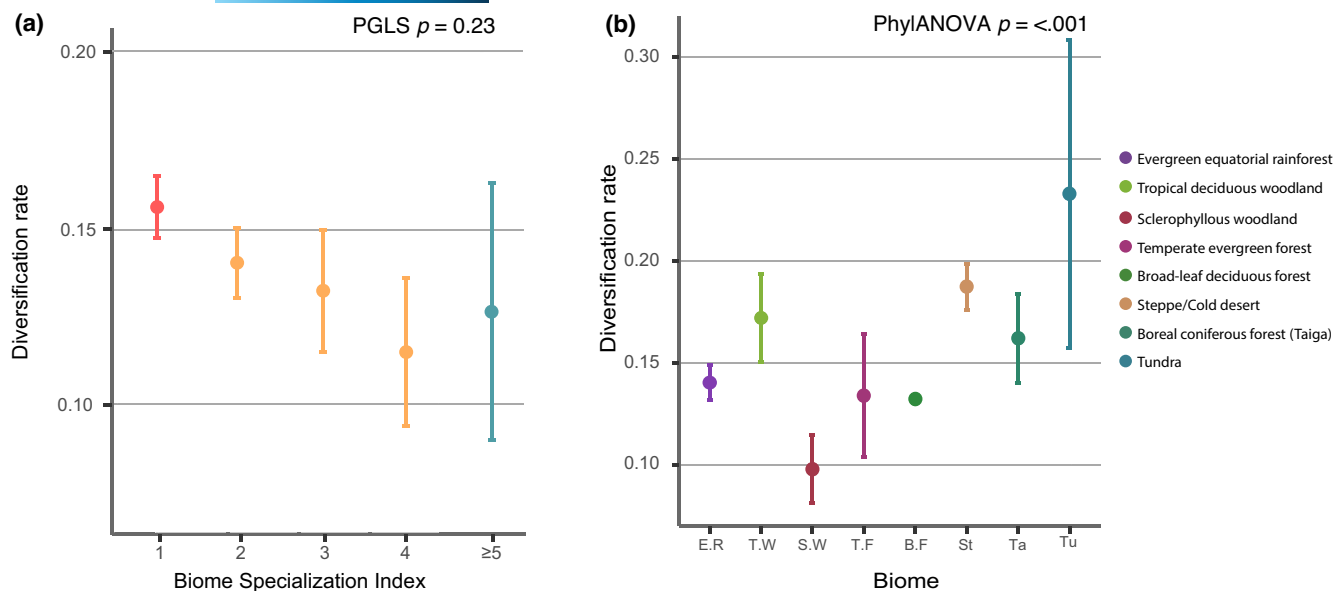 (a)
PGLS p = 0.23
0.20
0.15
0.10
Diversification rate
1 2 3 4 ≥5
Biome Specialization Index
(b)
PhylANOVA p = <.001
0.30
0.25
0.20
0.15
0.10
Diversification rate
E.R T.W S.W T.F B.F St Ta Tu
Biome
Evergreen equatorial rainforest
Tropical deciduous woodland
Sclerophyllous woodland
Temperate evergreen forest
Broad-leaf deciduous forest
Steppe/Cold desert
Boreal coniferous forest (Taiga)
Tundra